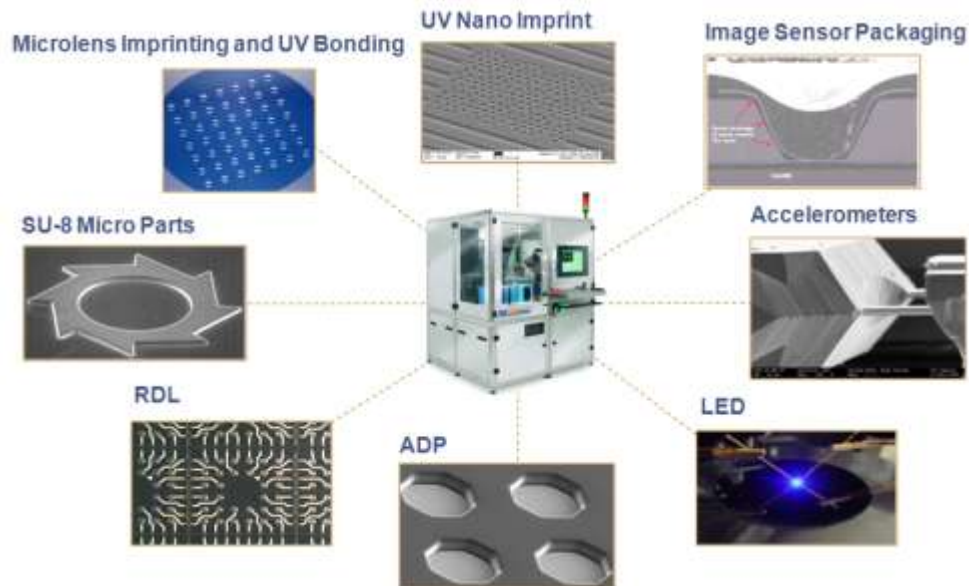 UV Nano Imprint
Microlens Imprinting and UV Bonding
Image Sensor Packaging
SU-8 Micro Parts
Accelerometers
RDL
ADP
LED